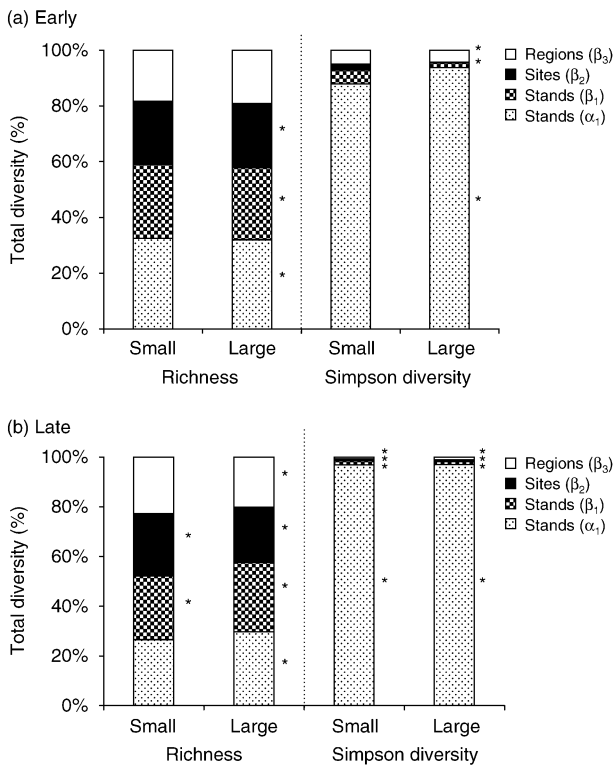 (a) Early
100%
80%
60%
40%
20%
0%
Total diversity (%)
* 
*
*
*
*
*
Regions (β3)
Sites (β2)
Stands (β1)
Stands (α1)
Small Large Small Large
Richness Simpson diversity
(b) Late
100%
80%
60%
40%
20%
0%
Total diversity (%)
*
*
*
*
*
*
*
*
*
*
*
*
*
*
Regions (β3)
Sites (β2)
Stands (β1)
Stands (α1)
Small Large Small Large
Richness Simpson diversity